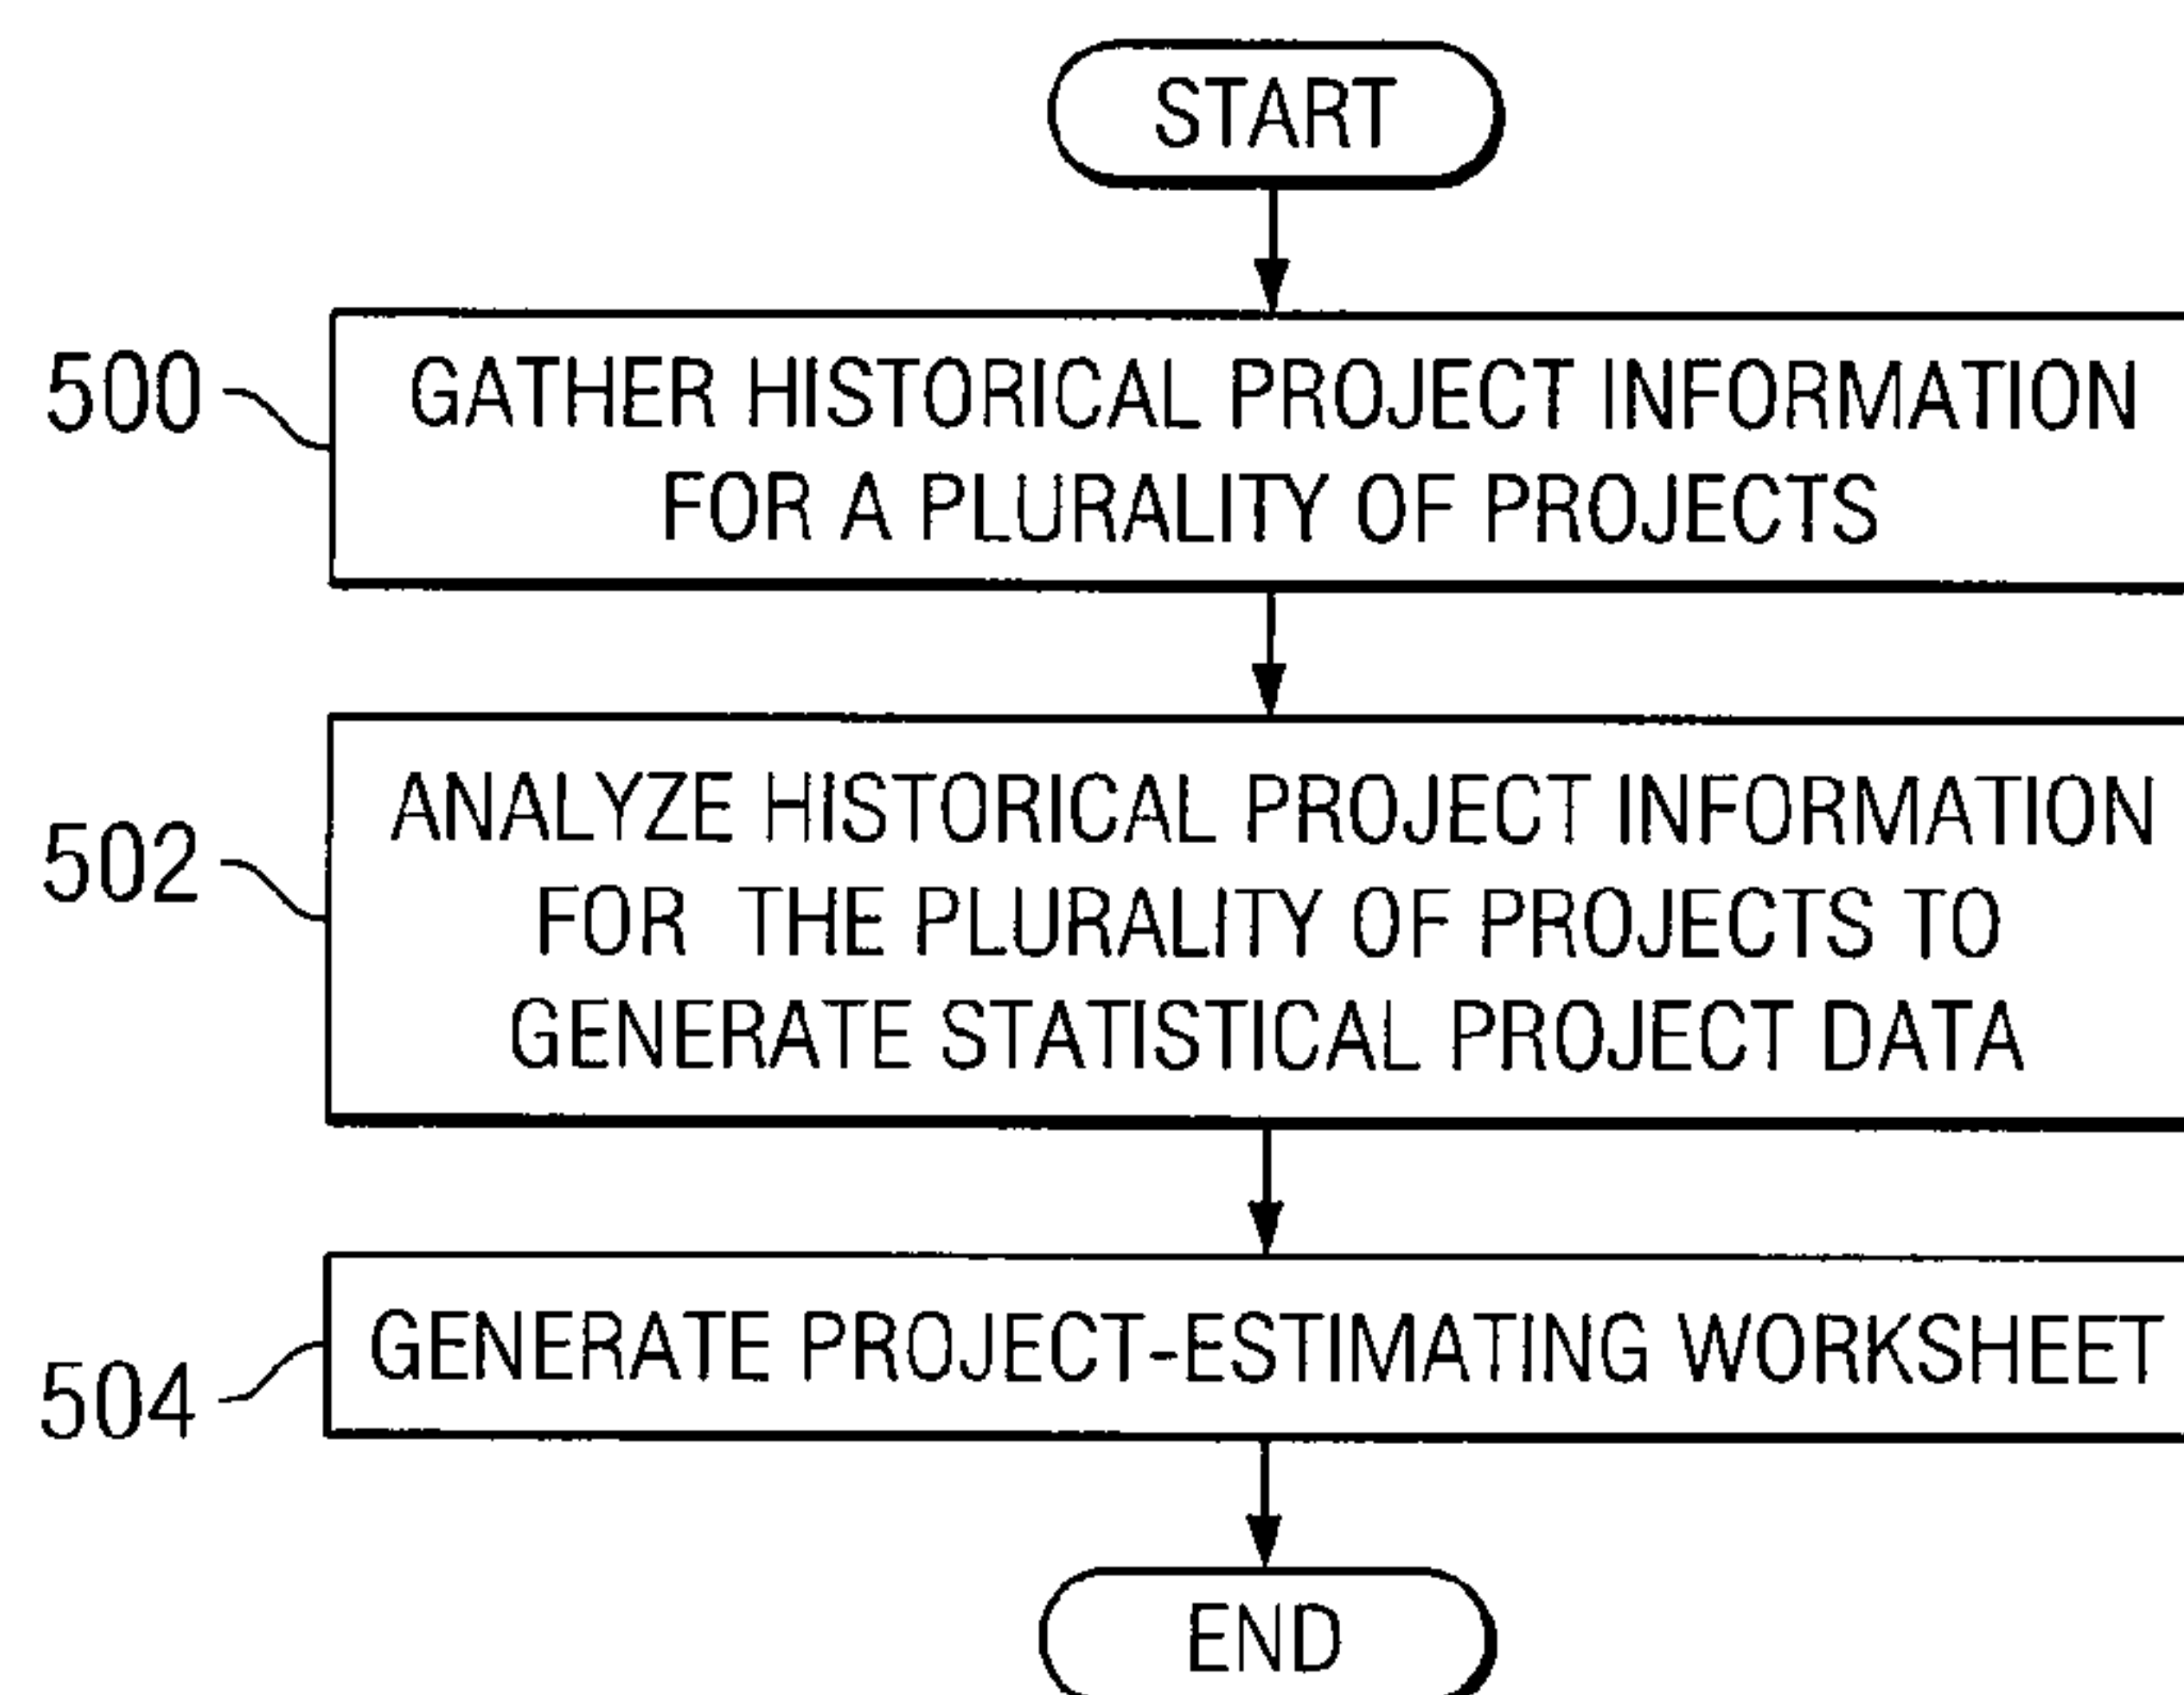 START
500
GATHER HISTORICAL PROJECT INFORMATION
FOR A PLURALITY OF PROJECTS
502
ANALYZE HISTORICAL PROJECT INFORMATION
FOR THE PLURALITY OF PROJECTS TO
GENERATE STATISTICAL PROJECT DATA
504
GENERATE PROJECT-ESTIMATING WORKSHEET
END